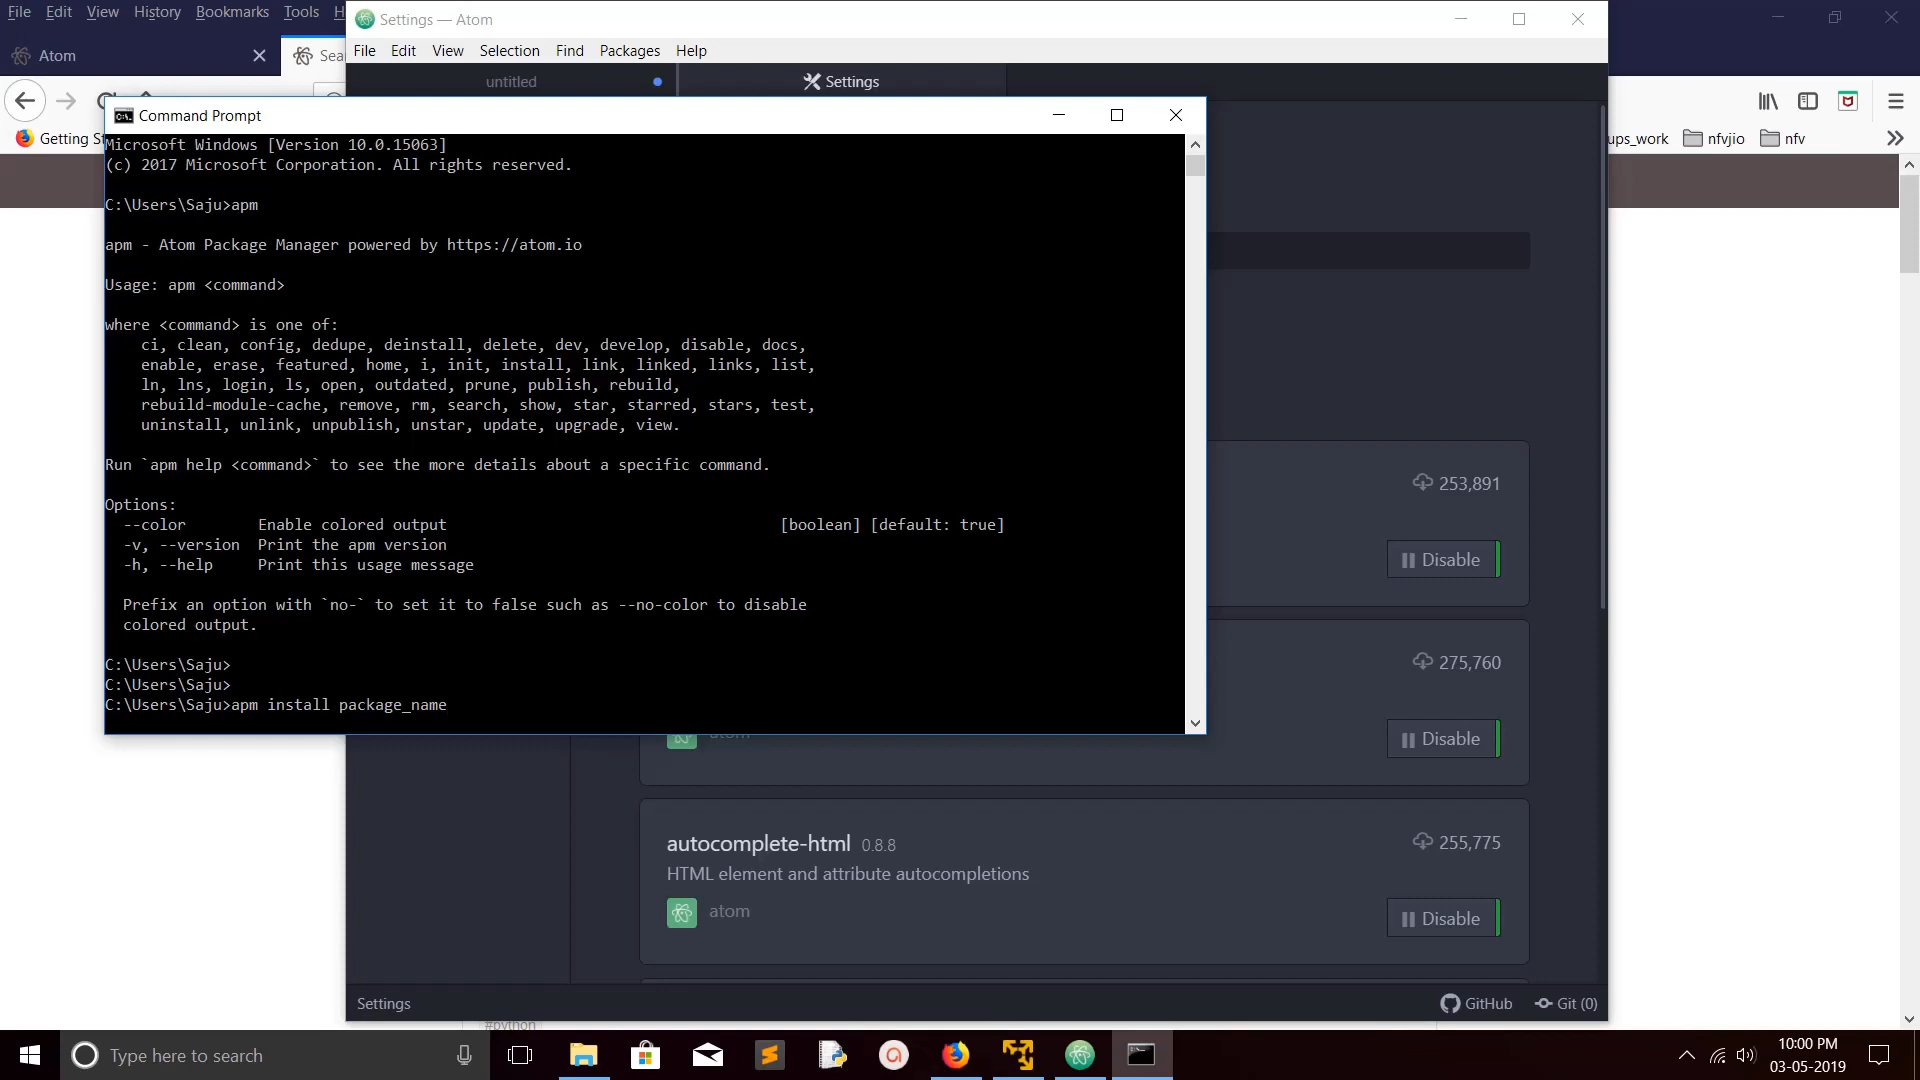 File Edit View History Bookmarks Tools H
Settings — Atom
Atom
Sea
File Edit View Selection Find Packages Help
untitled
Settings
Getting S
ups_work nfvjio nfv
Command Prompt
Microsoft Windows [Version 10.0.15063]
(c) 2017 Microsoft Corporation. All rights reserved.
C:\Users\Saju>apm
apm - Atom Package Manager powered by https://atom.io
Usage: apm <command>
where <command> is one of:
ci, clean, config, dedupe, deinstall, delete, dev, develop, disable, docs,
enable, erase, featured, home, i, init, install, link, linked, links, list,
ln, lns, login, ls, open, outdated, prune, publish, rebuild,
rebuild-module-cache, remove, rm, search, show, star, starred, stars, test,
uninstall, unlink, unpublish, unstar, update, upgrade, view.
Run `apm help <command>` to see the more details about a specific command.
Options:
--color Enable colored output [boolean] [default: true]
-v, --version Print the apm version
-h, --help Print this usage message
Prefix an option with `no-` to set it to false such as --no-color to disable
colored output.
C:\Users\Saju>
C:\Users\Saju>
C:\Users\Saju>apm install package_name
253,891
Disable
275,760
atom
Disable
autocomplete-html 0.8.8
255,775
HTML element and attribute autocompletions
atom
Disable
Settings
GitHub Git (0)
#python
Type here to search
10:00 PM
03-05-2019